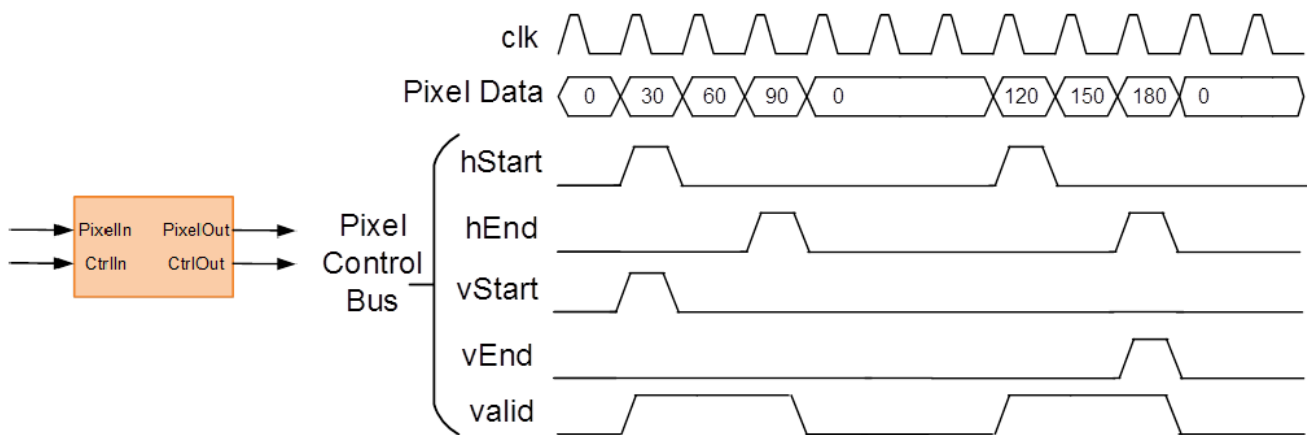 clk
Pixel Data 0 30 60 90 0 120 150 180 0
hStart
hEnd
vStart
vEnd
valid
Pixel
Control
Bus
PixelIn PixelOut
CtrlIn CtrlOut